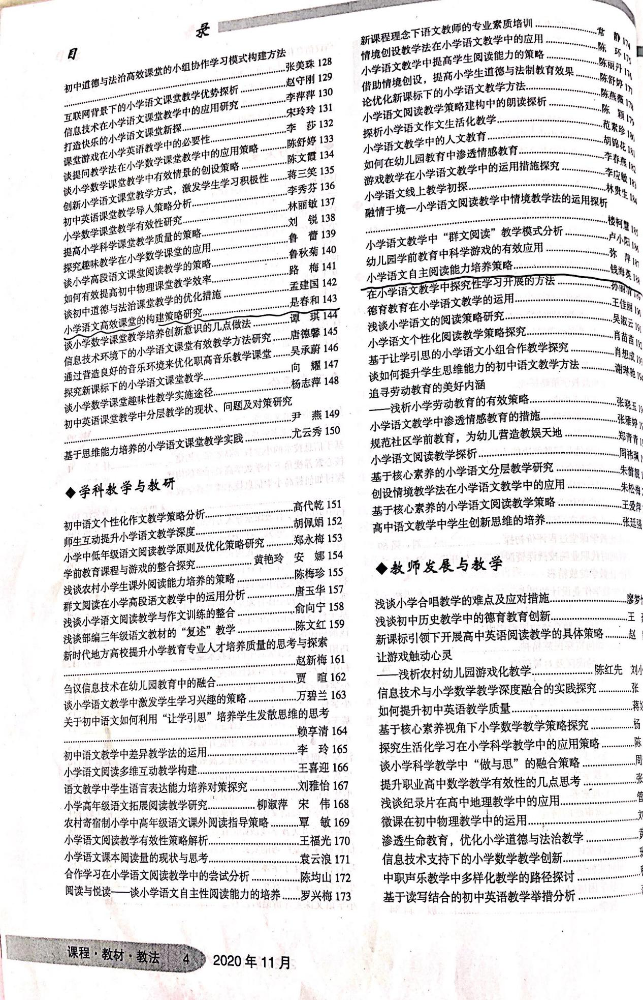 目 录
初中道德与法治高效课堂的小组协作学习模式构建方法
……张美珠 128
互联网背景下的小学语文课堂教学优势探析……赵守刚 129
信息技术在小学语文课堂教学中的应用研究……李萍萍 130
打造快乐的小学语文课堂新探……宋玲玲 131
课堂游戏在小学英语教学中的必要性……李 莎 132
谈提问教学法在小学数学课堂教学中的应用策略……陈舒婷 133
谈小学数学课堂教学中有效情景的创设策略……陈文霞 134
创新小学语文课堂教学方式，激发学生学习积极性……蒋三笑 135
初中英语课堂教学导入策略分析……李秀芬 136
小学数学课堂教学有效性研究……林丽敏 137
提高小学科学课堂教学质量的策略……刘 锐 138
探究趣味教学在小学数学课堂的应用……鲁 蕾 139
谈小学高段语文课堂阅读教学的策略……鲁秋菊 140
如何有效提高初中物理课堂教学效率……路 梅 141
谈初中道德与法治课堂教学的优化措施……孟建国 142
小学语文高效课堂的构建策略研究……是春和 143
谈小学数学课堂教学培养创新意识的几点做法……谭 琪 144
信息技术环境下的小学语文课堂有效教学方法研究……唐德馨 145
通过营造良好的音乐环境来优化职高音乐教学课堂……吴承蔚 146
探究新课标下的小学语文课堂教学……向 耀 147
谈小学数学课堂趣味性教学实施途径……杨志萍 148
初中英语课堂教学中分层教学的现状、问题及对策研究
……尹 燕 149
基于思维能力培养的小学语文课堂教学实践……尤云秀 150
◆学科教学与教研
初中语文个性化作文教学策略分析……高代乾 151
师生互动提升小学语文教学深度……胡佩娟 152
小学中低年级语文阅读教学原则及优化策略研究……郑永梅 153
学前教育课程与游戏的整合探究……黄艳玲 安 娜 154
浅谈农村小学生课外阅读能力培养的策略……陈梅珍 155
群文阅读在小学高段语文教学中的运用分析……唐玉华 157
浅谈小学语文阅读教学与作文训练的整合……俞向宁 158
浅谈部编三年级语文教材的“复述”教学……陈文红 159
新时代地方高校提升小学教育专业人才培养质量的思考与探索
……赵新梅 161
刍议信息技术在幼儿园教育中的融合……贾 暄 162
谈小学语文教学中激发学生学习兴趣的策略……万碧兰 163
关于初中语文如何利用“让学引思”培养学生发散思维的思考
……赖享清 164
初中语文教学中差异教学法的运用……李 玲 165
小学语文阅读多维互动教学构建……王喜迎 166
语文教学中学生语言表达能力培养对策探究……刘雅怡 167
小学高年级语文拓展阅读教学研究……柳淑萍 宋 伟 168
农村寄宿制小学中高年级语文课外阅读指导策略……覃 敏 169
小学语文阅读教学有效性策略解析……王福光 170
小学语文课本阅读量的现状与思考……袁云浪 171
合作学习在小学语文阅读教学中的尝试分析……陈均山 172
阅读与悦读——谈小学语文自主性阅读能力的培养……罗兴梅 173
新课程理念下语文教师的专业素质培训……常 静 174
情境创设教学法在小学语文教学中的应用……陈 环 175
小学语文教学中提高学生阅读能力的策略……陈丽丹 176
借助情境创设，提高小学生道德与法制教育效果……陈舒婷 177
论优化新课标下的小学语文教学方法……陈燕薇 178
小学语文阅读教学策略建构中的朗读探析……陈 颖 179
探析小学语文作文生活化教学……范素珍 180
小学语文教学中的人文教育……胡锦花 181
如何在幼儿园教育中渗透情感教育……李春燕 182
游戏教学在小学语文教学中的运用措施探究……李应敏 183
小学语文线上教学初探……林贵生 184
融情于境—小学语文阅读教学中情境教学法的运用探析
……楼柯慧 185
小学语文教学中“群文阅读”教学模式分析……卢小阳 186
幼儿园学前教育中科学游戏的有效应用……弥 萍 187
小学语文自主阅读能力培养策略……钱海英 188
在小学语文教学中探究性学习开展的方法……孙丽清 189
德育教育在小学语文教学的运用……王佳丽 190
浅谈小学语文的阅读策略研究……吴淑云 191
小学语文个性化阅读教学策略探究……肖苗苗 192
基于让学引思的小学语文小组合作教学探究……肖想成 193
谈如何提升学生思维能力的初中语文教学方法……谢琳驰 194
追寻劳动教育的美好内涵
——浅析小学劳动教育的有效策略……张晓玉
小学语文教学中渗透情感教育的措施……张雅婷
规范社区学前教育，为幼儿营造教娱天地……郑青青
小学语文阅读教学探析……周祎珮
基于核心素养的小学语文分层教学研究……朱蕾靓
创设情境教学法在小学语文教学中的应用……朱松梅
基于核心素养的小学语文阅读教学策略……王爱萍
高中语文教学中学生创新思维的培养……张廷强
◆教师发展与教学
浅谈小学合唱教学的难点及应对措施……廖梦
浅谈初中历史教学中的德育教育创新……王
新课标引领下开展高中英语阅读教学的具体策略……赵
让游戏触动心灵
——浅析农村幼儿园游戏化教学……陈红先 刘小
信息技术与小学数学教学深度融合的实践探究……张
如何提升初中英语教学质量……蒋
基于核心素养视角下小学数学教学策略探究……杨
探究生活化学习在小学科学教学中的应用策略……陈
谈小学科学教学中“做与思”的融合策略……周
提升职业高中数学教学有效性的几点思考……张
浅谈纪录片在高中地理教学中的应用……管
微课在初中物理教学中的运用……刘
渗透生命教育，优化小学道德与法治教学……黄
信息技术支持下的小学数学教学创新……
中职声乐教学中多样化教学的路径探讨……
基于读写结合的初中英语教学举措分析……
课程·教材·教法 4 2020年11月